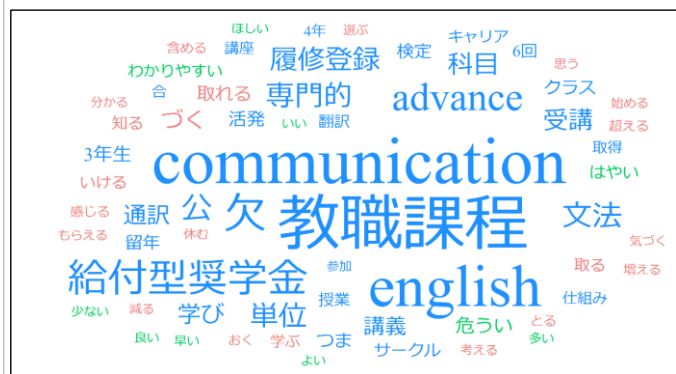 ほしい 4年 選ぶ キャリア
含める 講座 履修登録 検定 科目 6回
わかりやすい 思う
合 取れる 専門的 advance クラス
分かる 知る づく 活発 いい 翻訳 受講 始める 超える
3年生 communication 取得
いける はやい
感じる 通訳 公 欠 教職課程 文法
もらえる 留年 休む 気づく
給付型奨学金 参加 english 取る 増える
少ない 減る 学び 単位 授業 仕組み
講義 危うい とる
良い 早い おく 学ぶ つま サークル 考える 多い
よい